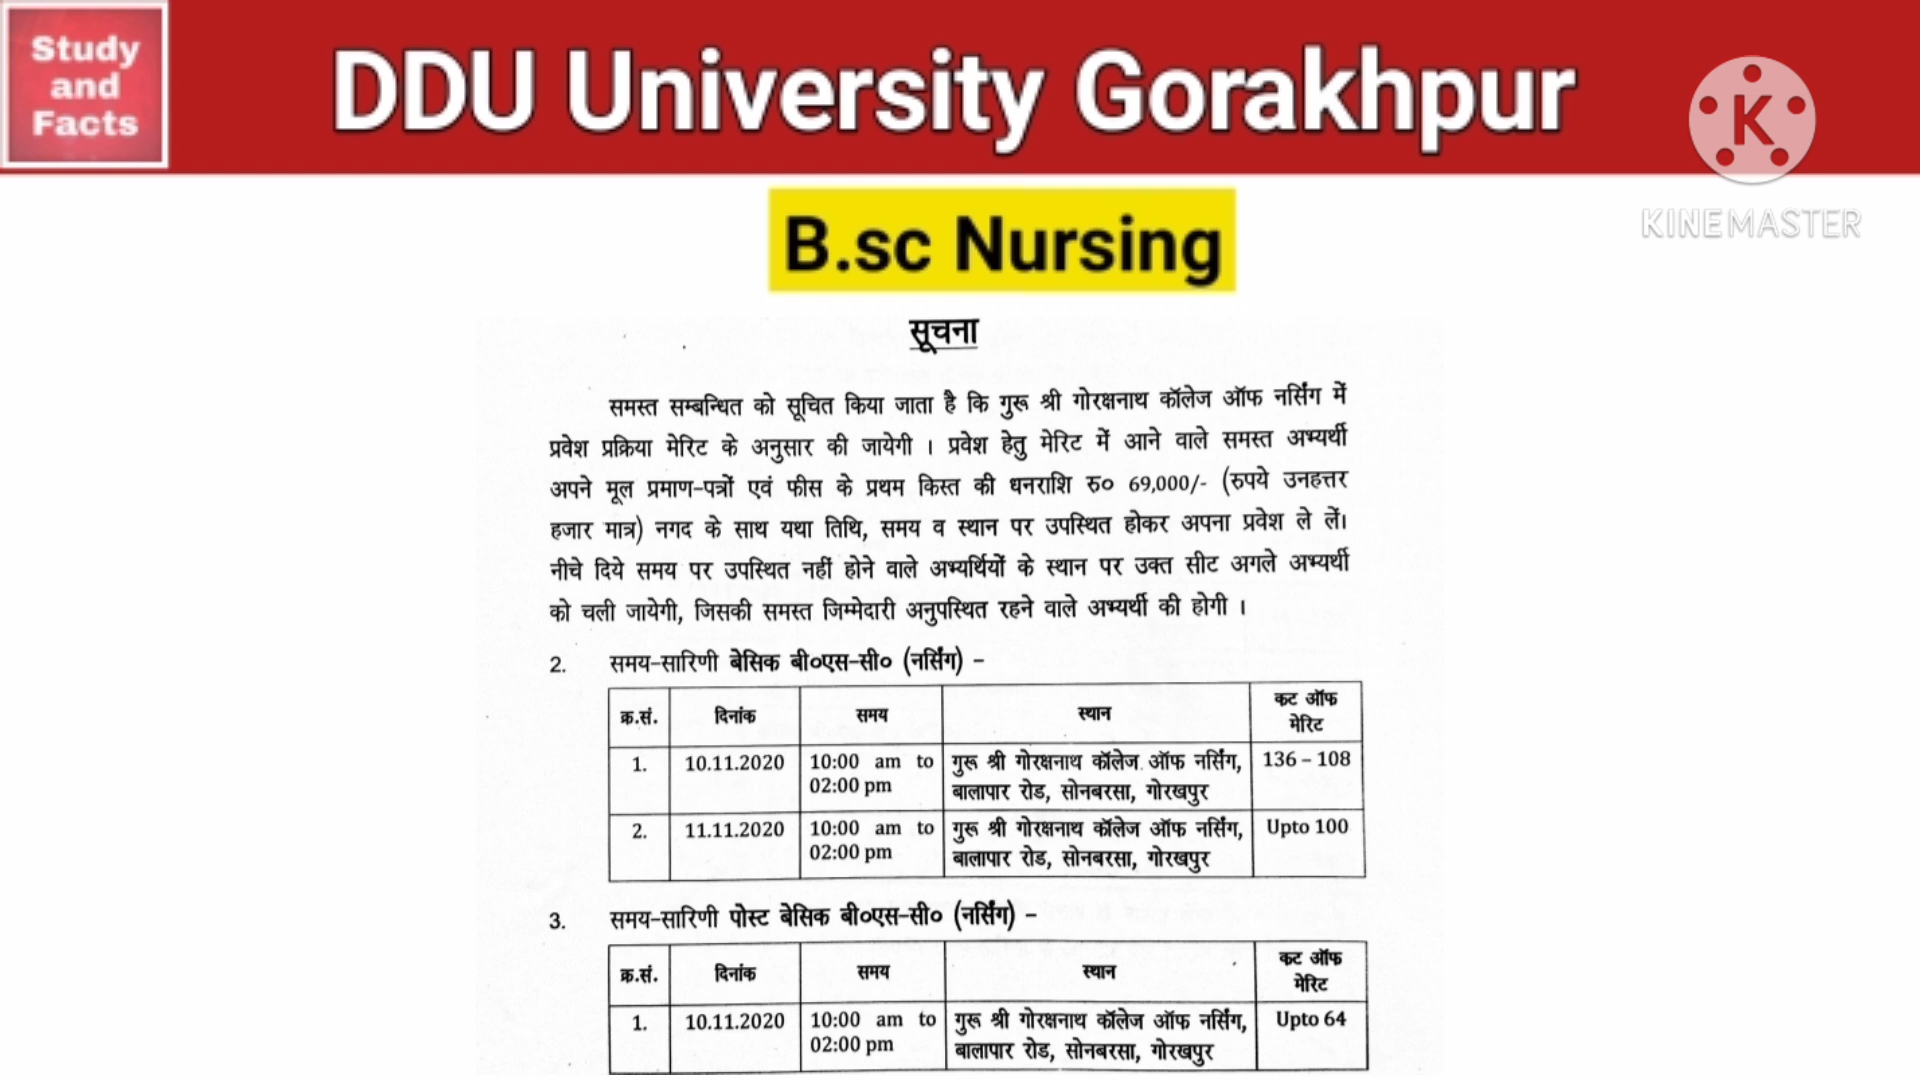 Study
and
Facts
DDU University Gorakhpur
K
KINEMASTER
B.sc Nursing
सूचना
समस्त सम्बन्धित को सूचित किया जाता है कि गुरू श्री गोरक्षनाथ कॉलेज ऑफ नर्सिंग में
प्रवेश प्रक्रिया मेरिट के अनुसार की जायेगी । प्रवेश हेतु मेरिट में आने वाले समस्त अभ्यर्थी
अपने मूल प्रमाण-पत्रों एवं फीस के प्रथम किस्त की धनराशि रु० 69,000/- (रुपये उनहत्तर
हजार मात्र) नगद के साथ यथा तिथि, समय व स्थान पर उपस्थित होकर अपना प्रवेश ले लें।
नीचे दिये समय पर उपस्थित नहीं होने वाले अभ्यर्थियों के स्थान पर उक्त सीट अगले अभ्यर्थी
को चली जायेगी, जिसकी समस्त जिम्मेदारी अनुपस्थित रहने वाले अभ्यर्थी की होगी ।
2. समय-सारिणी बेसिक बी०एस-सी० (नर्सिंग) –
क्र.सं. दिनांक समय स्थान कट ऑफ
मेरिट
1. 10.11.2020 10:00 am to गुरू श्री गोरक्षनाथ कॉलेज ऑफ नर्सिंग, 136 – 108
02:00 pm बालापार रोड, सोनबरसा, गोरखपुर
2. 11.11.2020 10:00 am to गुरू श्री गोरक्षनाथ कॉलेज ऑफ नर्सिंग, Upto 100
02:00 pm बालापार रोड, सोनबरसा, गोरखपुर
3. समय-सारिणी पोस्ट बेसिक बी०एस-सी० (नर्सिंग) –
क्र.सं. दिनांक समय स्थान कट ऑफ
मेरिट
1. 10.11.2020 10:00 am to गुरू श्री गोरक्षनाथ कॉलेज ऑफ नर्सिंग, Upto 64
02:00 pm बालापार रोड, सोनबरसा, गोरखपुर